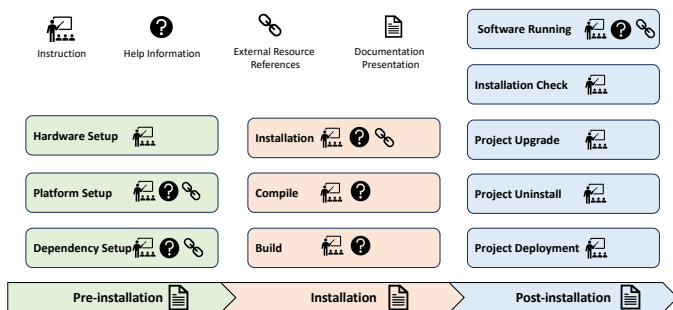 Instruction
Help Information
External Resource
References
Documentation
Presentation
Software Running
Installation Check
Hardware Setup
Installation
Project Upgrade
Platform Setup
Compile
Project Uninstall
Dependency Setup
Build
Project Deployment
Pre-installation
Installation
Post-installation